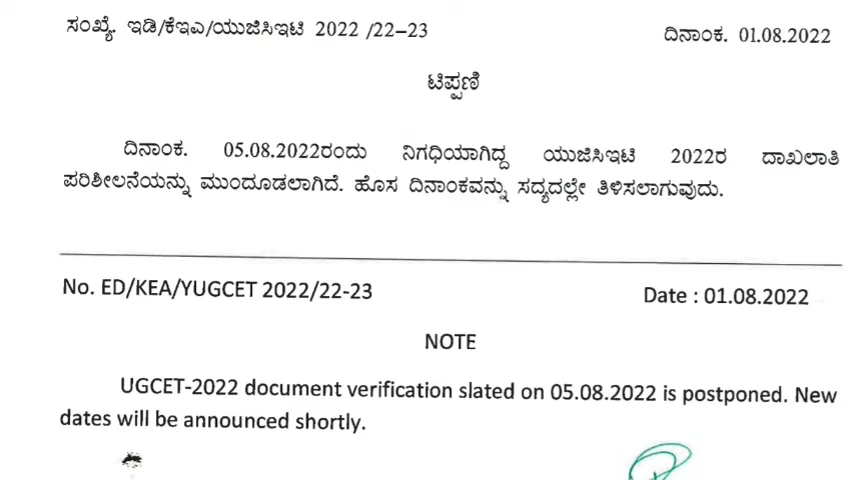 ಸಂಖ್ಯೆ. ಇಡಿ/ಕೆಇಎ/ಯುಜಿಸಿಇಟಿ 2022 /22–23 ದಿನಾಂಕ. 01.08.2022
ಟಿಪ್ಪಣಿ
ದಿನಾಂಕ. 05.08.2022ರಂದು ನಿಗಧಿಯಾಗಿದ್ದ ಯುಜಿಸಿಇಟಿ 2022ರ ದಾಖಲಾತಿ
ಪರಿಶೀಲನೆಯನ್ನು ಮುಂದೂಡಲಾಗಿದೆ. ಹೊಸ ದಿನಾಂಕವನ್ನು ಸದ್ಯದಲ್ಲೇ ತಿಳಿಸಲಾಗುವುದು.
No. ED/KEA/YUGCET 2022/22-23 Date : 01.08.2022
NOTE
UGCET-2022 document verification slated on 05.08.2022 is postponed. New
dates will be announced shortly.